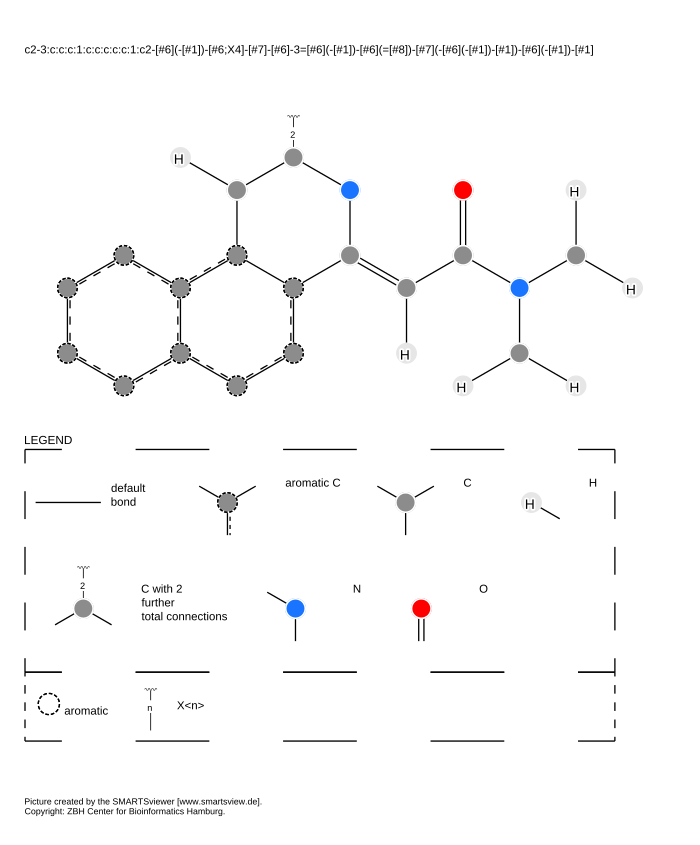 c2-3:c:c:c:1:c:c:c:c:c:1:c2-[#6](-[#1])-[#6;X4]-[#7]-[#6]-3=[#6](-[#1])-[#6](=[#8])-[#7](-[#6](-[#1])-[#1])-[#6](-[#1])-[#1]
2
H
H
H
H
H
H
LEGEND
default
bond
aromatic C
C
H
H
2
C with 2
further
total connections
N
O
aromatic
n
X<n>
Picture created by the SMARTSviewer [www.smartsview.de].
Copyright: ZBH Center for Bioinformatics Hamburg.